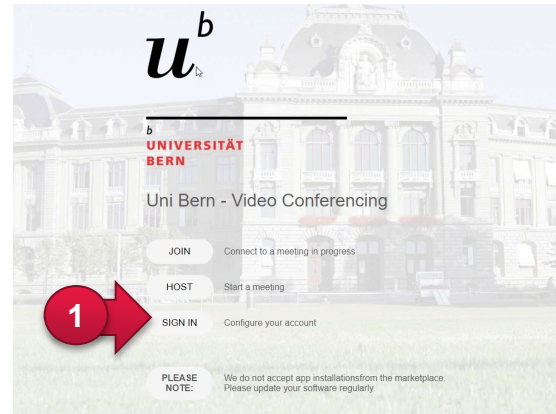 u b
b
UNIVERSITÄT
BERN
Uni Bern - Video Conferencing
JOIN Connect to a meeting in progress
HOST Start a meeting
1 SIGN IN Configure your account
PLEASE We do not accept app installationsfrom the marketplace.
NOTE: Please update your software regularly.